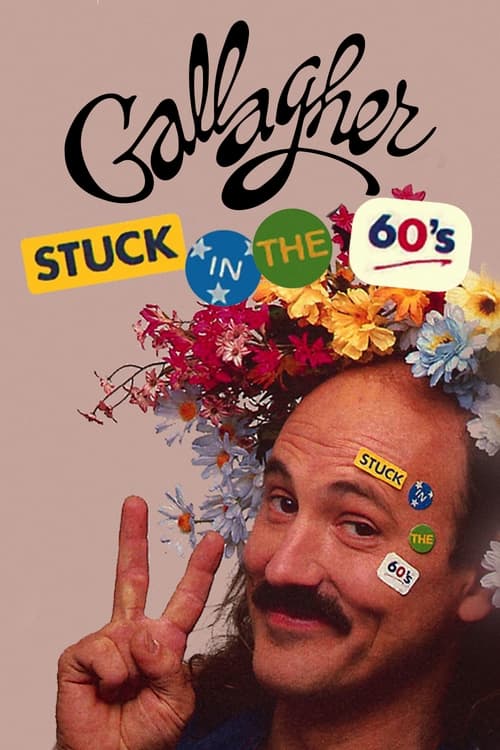 Gallagher
STUCK IN THE 60's
STUCK
IN
THE
60's